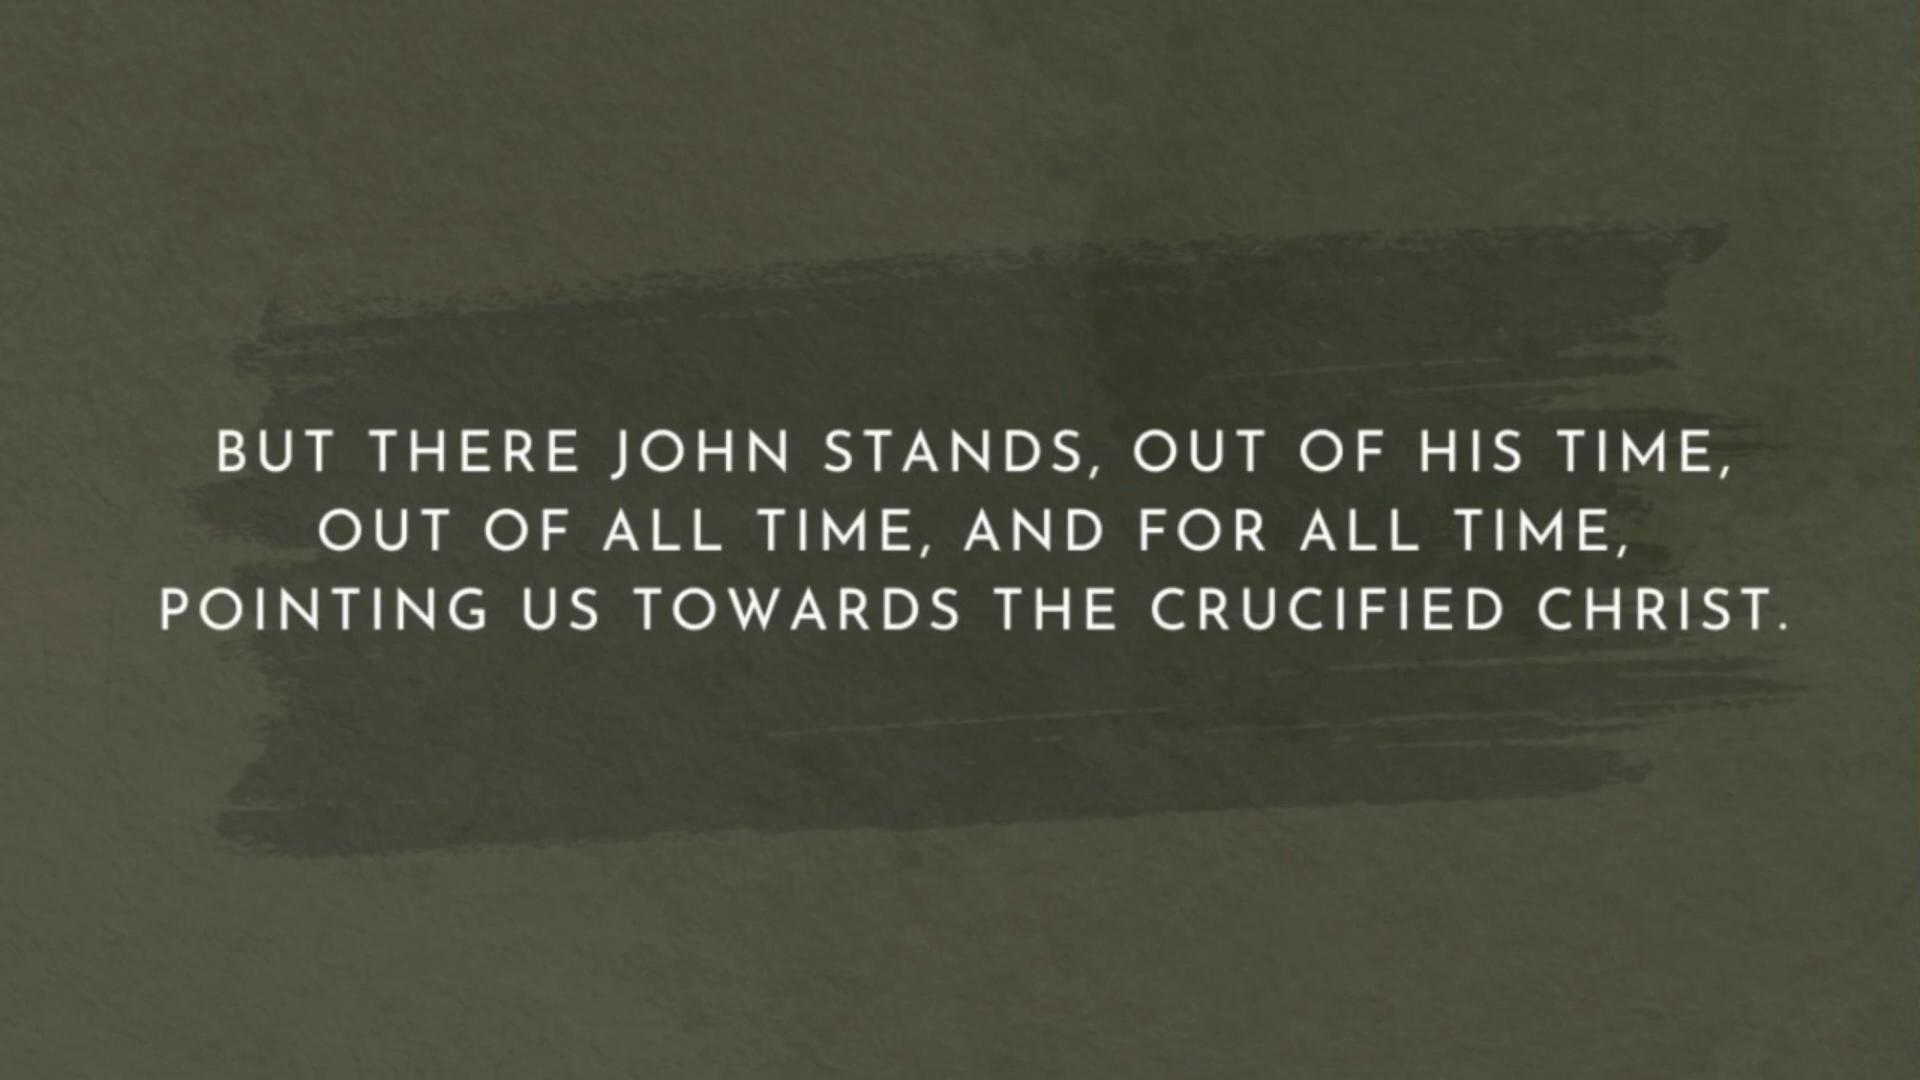 BUT THERE JOHN STANDS, OUT OF HIS TIME,
OUT OF ALL TIME, AND FOR ALL TIME,
POINTING US TOWARDS THE CRUCIFIED CHRIST.